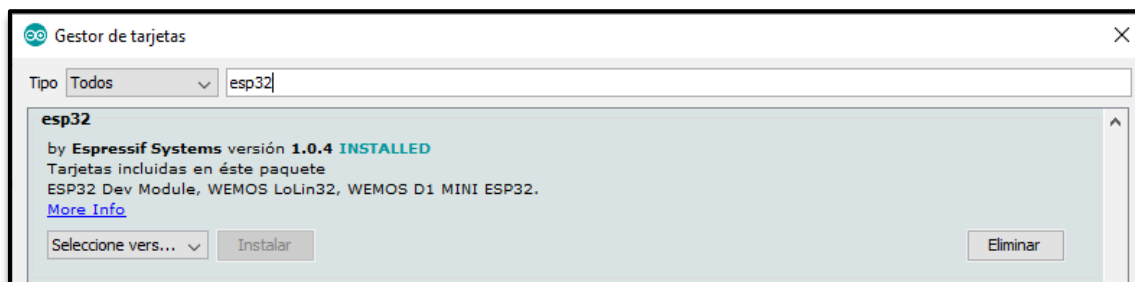 Gestor de tarjetas
Tipo Todos esp32
esp32
by Espressif Systems versión 1.0.4 INSTALLED
Tarjetas incluidas en éste paquete
ESP32 Dev Module, WEMOS LoLin32, WEMOS D1 MINI ESP32.
More Info
Seleccione vers... Instalar Eliminar